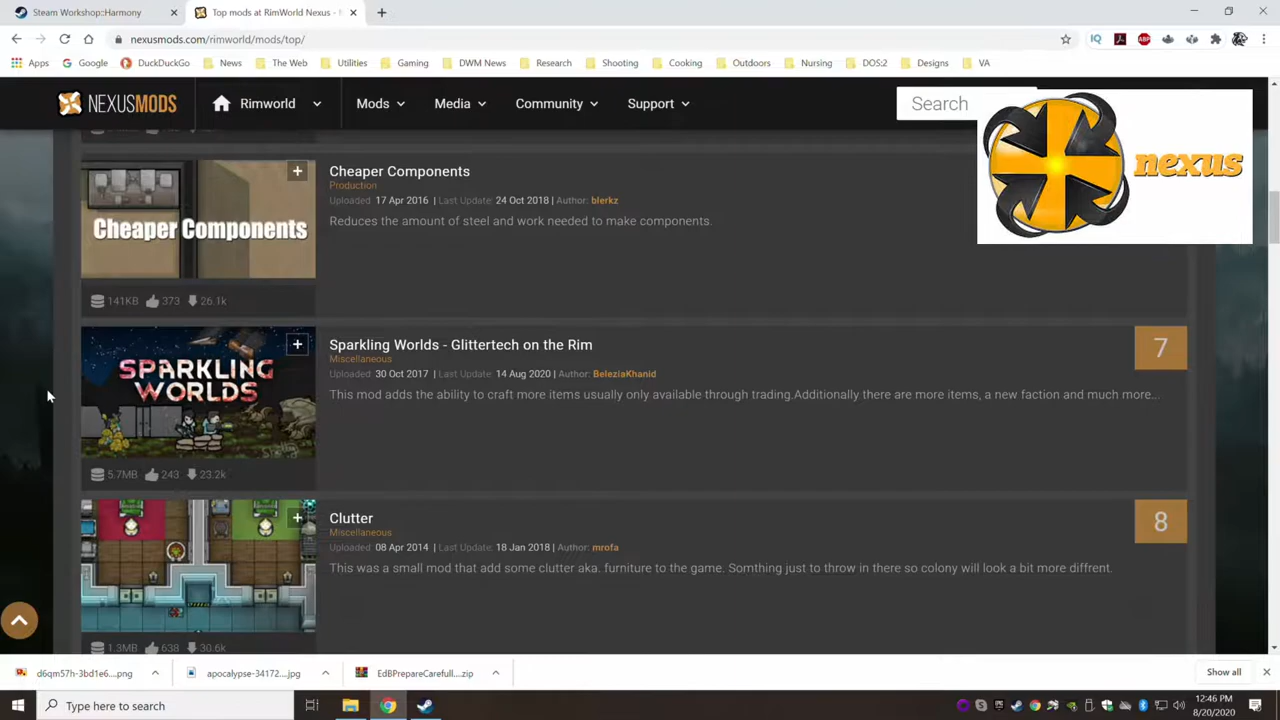 Steam Workshop::Harmony
Top mods at RimWorld Nexus -
nexusmods.com/rimworld/mods/top/
Apps Google DuckDuckGo News The Web Utilities Gaming DWM News Research Shooting Cooking Outdoors Nursing DOS:2 Designs VA
NEXUSMODS Rimworld Mods Media Community Support Search
nexus
Cheaper Components
Production
Uploaded: 17 Apr 2016 | Last Update: 24 Oct 2018 | Author: blerkz
Reduces the amount of steel and work needed to make components.
Cheaper Components
141KB 373 26.1k
Sparkling Worlds - Glittertech on the Rim
7
Miscellaneous
Uploaded: 30 Oct 2017 | Last Update: 14 Aug 2020 | Author: BeleziaKhanid
This mod adds the ability to craft more items usually only available through trading.Additionally there are more items, a new faction and much more...
SPARKLING
WORLDS
5.7MB 243 23.2k
Clutter
8
Miscellaneous
Uploaded: 08 Apr 2014 | Last Update: 18 Jan 2018 | Author: mrofa
This was a small mod that add some clutter aka. furniture to the game. Somthing just to throw in there so colony will look a bit more diffrent.
1.3MB 638 30.6k
d6qm57h-3bd1e6....png apocalypse-34172....jpg EdBPrepareCarefull....zip Show all
Type here to search
12:46 PM
8/20/2020